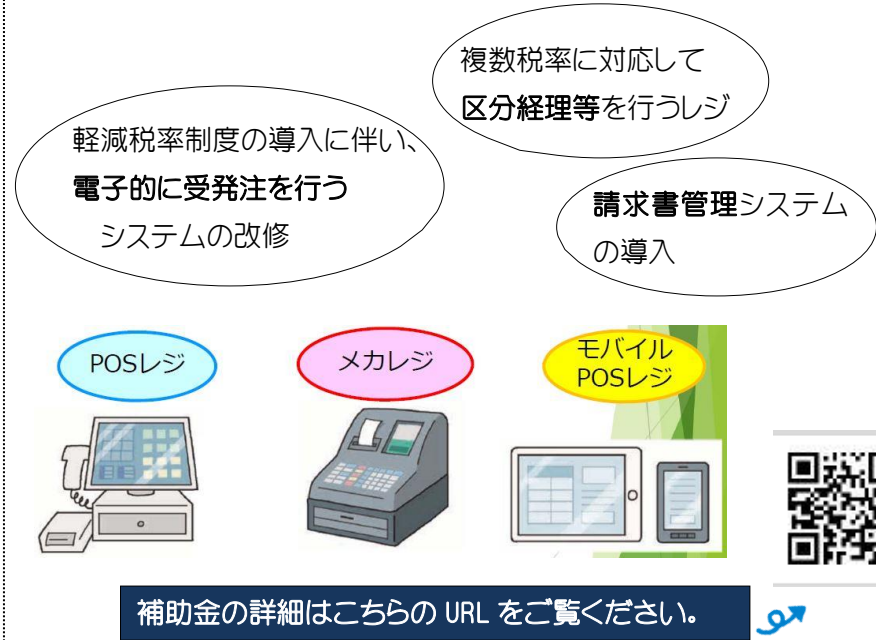 複数税率に対応して
区分経理等を行うレジ
軽減税率制度の導入に伴い、
電子的に受発注を行う
システムの改修
請求書管理システム
の導入
POSレジ
メカレジ
モバイル
POSレジ
補助金の詳細はこちらの URL をご覧ください。